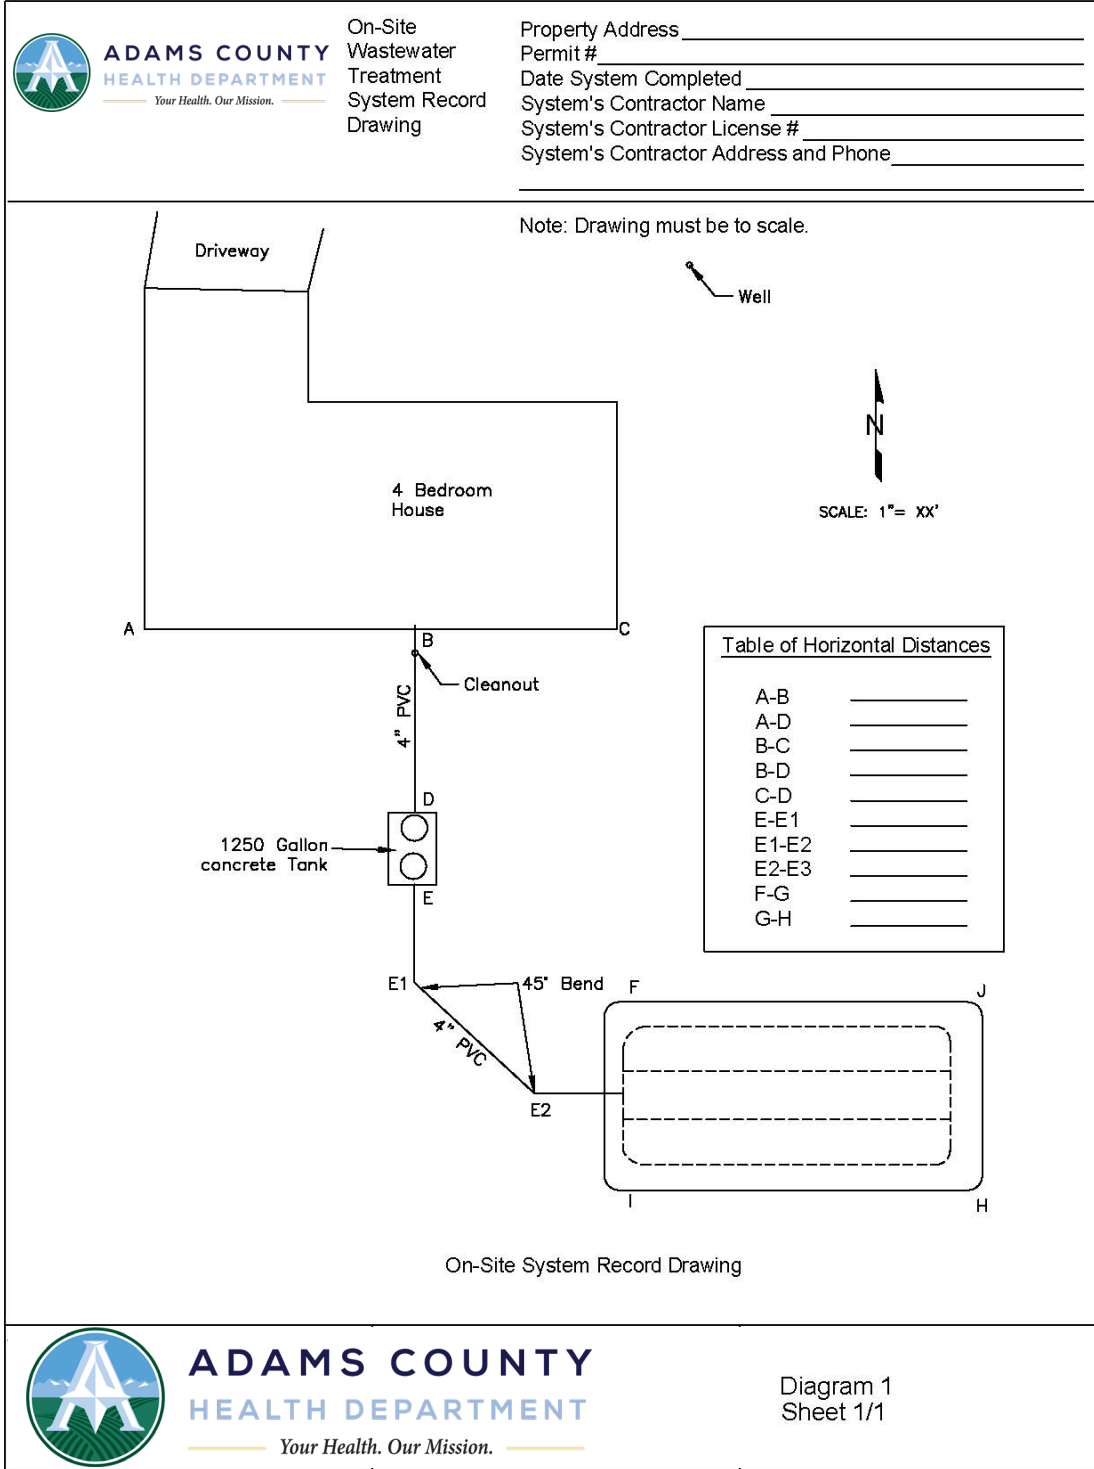 ADAMS COUNTY
HEALTH DEPARTMENT
Your Health. Our Mission.
On-Site
Wastewater
Treatment
System Record
Drawing
Property Address
Permit #
Date System Completed
System's Contractor Name
System's Contractor License #
System's Contractor Address and Phone
Note: Drawing must be to scale.
Driveway
Well
N
SCALE: 1"= XX'
4 Bedroom
House
A
B
C
Cleanout
4" PVC
D
1250 Gallon
concrete Tank
E
Table of Horizontal Distances
A-B
A-D
B-C
B-D
C-D
E-E1
E1-E2
E2-E3
F-G
G-H
E1
45° Bend
4" PVC
E2
F
J
I
H
On-Site System Record Drawing
ADAMS COUNTY
HEALTH DEPARTMENT
Your Health. Our Mission.
Diagram 1
Sheet 1/1